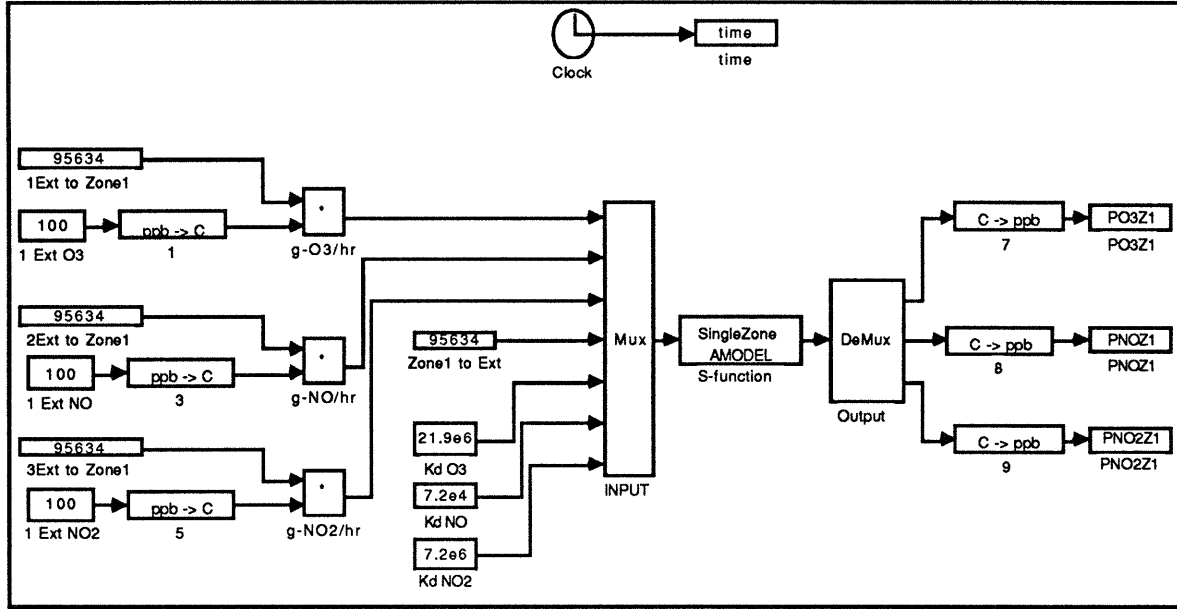 time
time
Clock
95634
1Ext to Zone1
100
ppb -> C
1 Ext O3
1
*
g-O3/hr
95634
2Ext to Zone1
100
ppb -> C
1 Ext NO
3
*
g-NO/hr
95634
3Ext to Zone1
100
ppb -> C
1 Ext NO2
5
*
g-NO2/hr
95634
Zone1 to Ext
21.9e6
Kd O3
7.2e4
Kd NO
7.2e6
Kd NO2
Mux
INPUT
SingleZone
AMODEL
S-function
DeMux
Output
C -> ppb
7
PO3Z1
PO3Z1
C -> ppb
8
PNOZ1
PNOZ1
C -> ppb
9
PNO2Z1
PNO2Z1